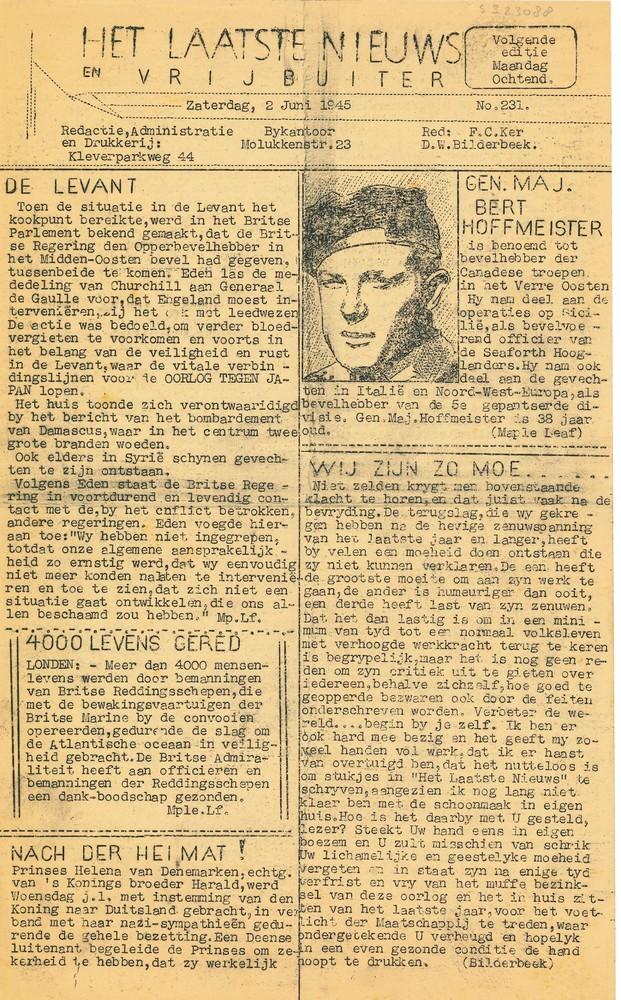 S323088
HET LAATSTE NIEUWS
EN VRIJBUITER
Volgende
editie
Maandag
Ochtend.
Zaterdag, 2 Juni 1945 No.231.
Redactie,Administratie
en Drukkerij:
Kleverparkweg 44
Bykantoor
Molukkenstr.23
Red: F.C.Ker
D.W.Bilderbeek.
DE LEVANT
Toen de situatie in de Levant het
kookpunt bereikte,werd in het Britse
Parlement bekend gemaakt,dat de Brit-
se Regering den Opperbevelhebber in
het Midden-Oosten bevel had gegeven,
tussenbeide te komen. Eden las de me-
dedeling van Churchill aan Generaal
de Gaulle voor,dat Engeland moest in-
terveniëren, zij het met leedwezen
De actie was bedoeld,om verder bloed-
vergieten te voorkomen en voorts in
het belang van de veiligheid en rust
in de Levant,waar de vitale verbin -
dingslijnen voor de OORLOG TEGEN JA-
PAN lopen.
Het huis toonde zich verontwaardigd
by het bericht van het bombardement
van Damascus,waar in het centrum twee
grote branden woeden.
Ook elders in Syrië schynen gevech-
ten te zijn ontstaan.
Volgens Eden staat de Britse Rege -
ring in voortdurend en levendig con-
tact met de,by het cnflict betrokken,
andere regeringen. Eden voegde hier-
aan toe:"Wy hebben niet ingegrepen,
totdat onze algemene aansprakelijk -
heid zo ernstig werd,dat wy eenvoudig
niet meer konden nalaten te intervenië-
ren en toe te zien,dat zich niet een
situatie gaat ontwikkelen,die ons al-
len beschaamd zou hebben." Mp.Lf.
4000 LEVENS GERED
LONDEN: - Meer dan 4000 mensen-
levens werden door bemanningen
van Britse Reddingsschepen,die
met de bewakingsvaartuigen der
Britse Marine by de convooien
opereerden,gedurende de slag om
de Atlantische oceaan in veilig-
heid gebracht.De Britse Admira-
liteit heeft aan officieren en
bemanningen der Reddingsschepen
een dank-boodschap gezonden.
Mple.Lf.
NACH DER HEIMAT !
Prinses Helena van Denemarken,echtg.
van 's Konings broeder Harald,werd
Woensdag j.l. met instemming van den
Koning naar Duitsland gebracht,in ver
band met haar nazi-sympathieën gedu-
rende de gehele bezetting.Een Deense
luitenant begeleide de Prinses om ze-
kerheid te hebben,dat zy werkelijk
GEN. MAJ.
BERT
HOFFMEISTER
is benoemd tot
bevelhebber der
Canadese troepen
in het Verre Oosten
Hy nam deel aan de
operaties op Sici-
lië,als bevelvoe -
rend officier van
de Seaforth Hoog-
landers.Hy nam ook
deel aan de gevech-
ten in Italië en Noord-West-Europa,als
bevelhebber van de 5e gepantserde di-
visie. Gen.Maj.Hoffmeister is 38 jaar
oud. (Maple Leaf)
WIJ ZIJN ZO MOE......
Niet zelden krygt men bovenstaande
klacht te horen,en dat juist vaak na de
bevryding.De terugslag,die wy gekre -
gen hebben na de hevige zenuwspanning
van het laatste jaar en langer,heeft
by velen een moeheid doen ontstaan die
zy niet kunnen verklaren.De een heeft
de grootste moeite om aan zyn werk te
gaan,de ander is humeuriger dan ooit,
een derde heeft last van zyn zenuwen.
Dat het dan lastig is om in een mini -
mum van tyd tot een normaal volksleven
met verhoogde werkkracht terug te keren
is begrypelijk,maar het is nog geen re-
den om zyn critiek uit te gieten over
iedereen,behalve zichzelf,hoe goed te
geopperde bezwaren ook door de feiten
onderschreven worden. Verbeter de we-
reld....begin by je zelf. Ik ben er
ook hard mee bezig en het geeft my zo-
veel handen vol werk,dat ik er haast
van overtuigd ben,dat het nutteloos is
om stukjes in "Het Laatste Nieuws" te
schryven,aangezien ik nog lang niet
klaar ben met de schoonmaak in eigen
huis.Hoe is het daarby met U gesteld,
lezer? Steekt Uw hand eens in eigen
boezem en U zult misschien van schrik
Uw lichamelijke en geestelyke moeheid
vergeten en in staat zyn na enige tyd
verfrist en vry van het muffe bezink-
sel van deze oorlog en het in huis zit-
ten van het laatste jaar,voor het voet-
licht der Maatschappij te treden,waar
ondergetekende U verheugd en hopelyk
in een even gezonde conditie de hand
hoopt te drukken. (Bilderbeek)